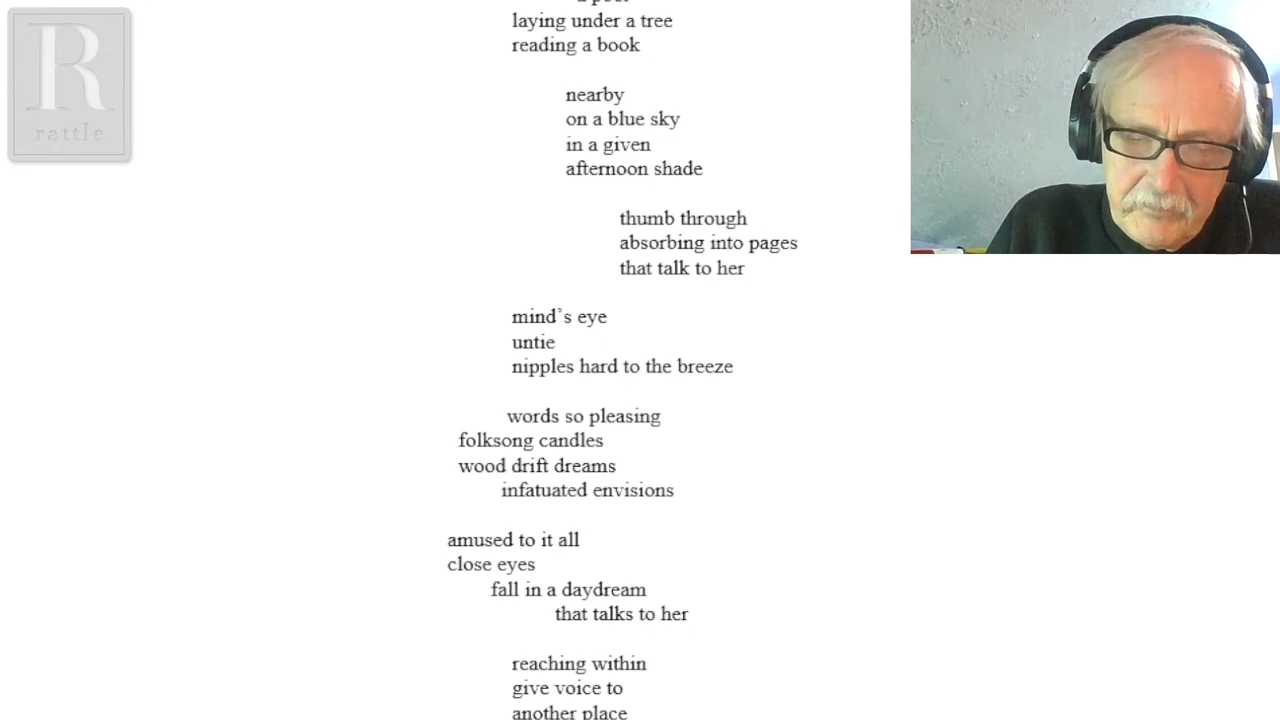 R
rattle
laying under a tree
reading a book
nearby
on a blue sky
in a given
afternoon shade
thumb through
absorbing into pages
that talk to her
mind's eye
untie
nipples hard to the breeze
words so pleasing
folksong candles
wood drift dreams
infatuated envisions
amused to it all
close eyes
fall in a daydream
that talks to her
reaching within
give voice to
another place